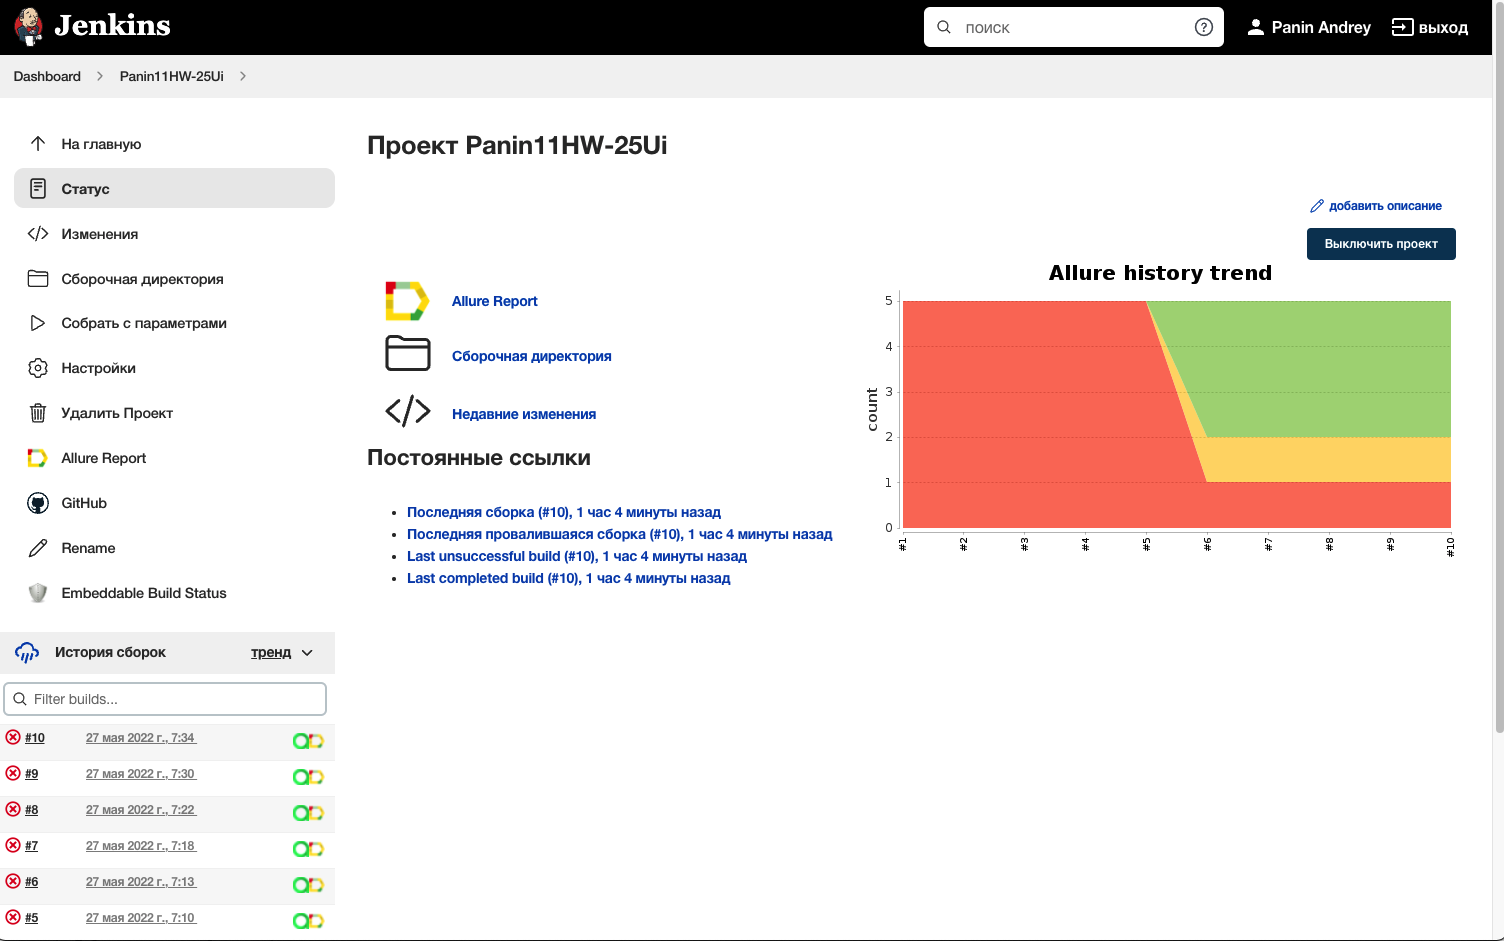 Jenkins
поиск
Panin Andrey
выход
Dashboard
Panin11HW-25Ui
На главную
Статус
Изменения
Сборочная директория
Собрать с параметрами
Настройки
Удалить Проект
Allure Report
GitHub
Rename
Embeddable Build Status
История сборок
тренд
Filter builds...
#10 27 мая 2022 г., 7:34
#9 27 мая 2022 г., 7:30
#8 27 мая 2022 г., 7:22
#7 27 мая 2022 г., 7:18
#6 27 мая 2022 г., 7:13
#5 27 мая 2022 г., 7:10
Проект Panin11HW-25Ui
добавить описание
Выключить проект
Allure Report
Сборочная директория
Недавние изменения
Постоянные ссылки
Последняя сборка (#10), 1 час 4 минуты назад
Последняя провалившаяся сборка (#10), 1 час 4 минуты назад
Last unsuccessful build (#10), 1 час 4 минуты назад
Last completed build (#10), 1 час 4 минуты назад
Allure history trend
count
5
4
3
2
1
0
#1 #2 #3 #4 #5 #6 #7 #8 #9 #10